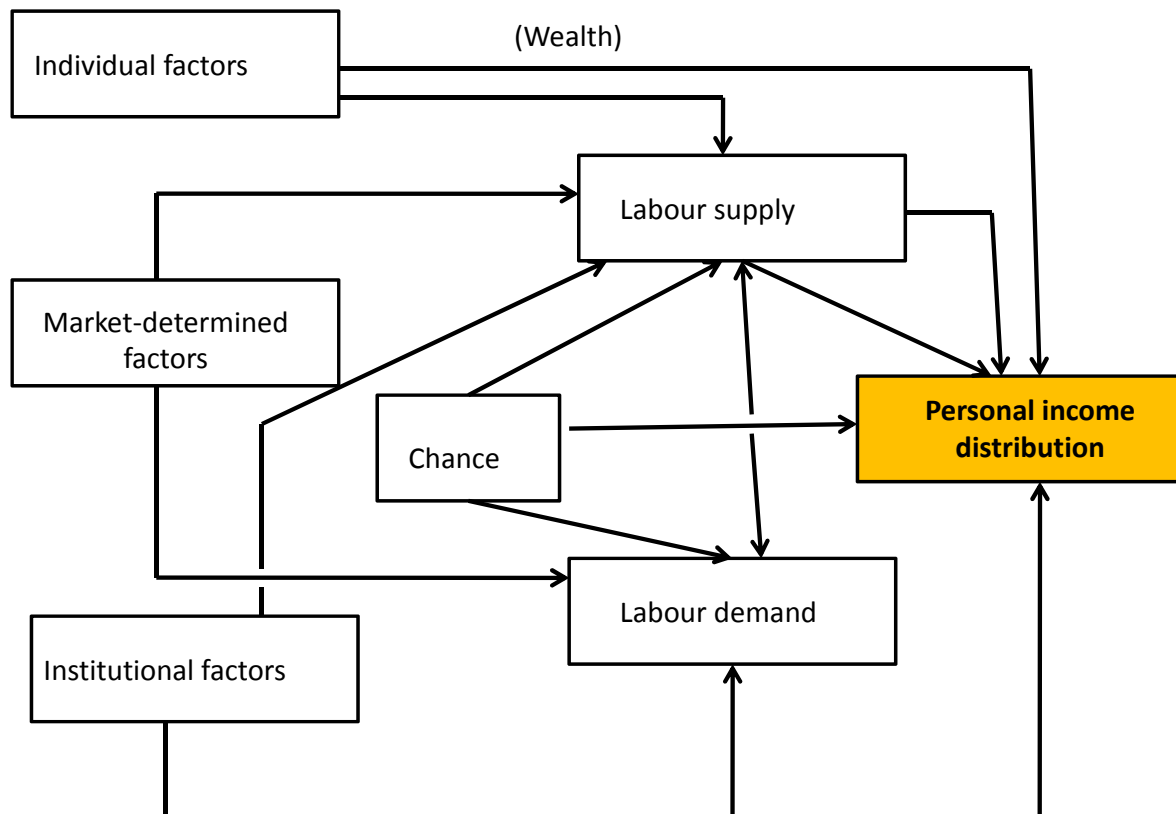 (Wealth)
Individual factors
Labour supply
Market-determined
factors
Personal income
distribution
Chance
Labour demand
Institutional factors